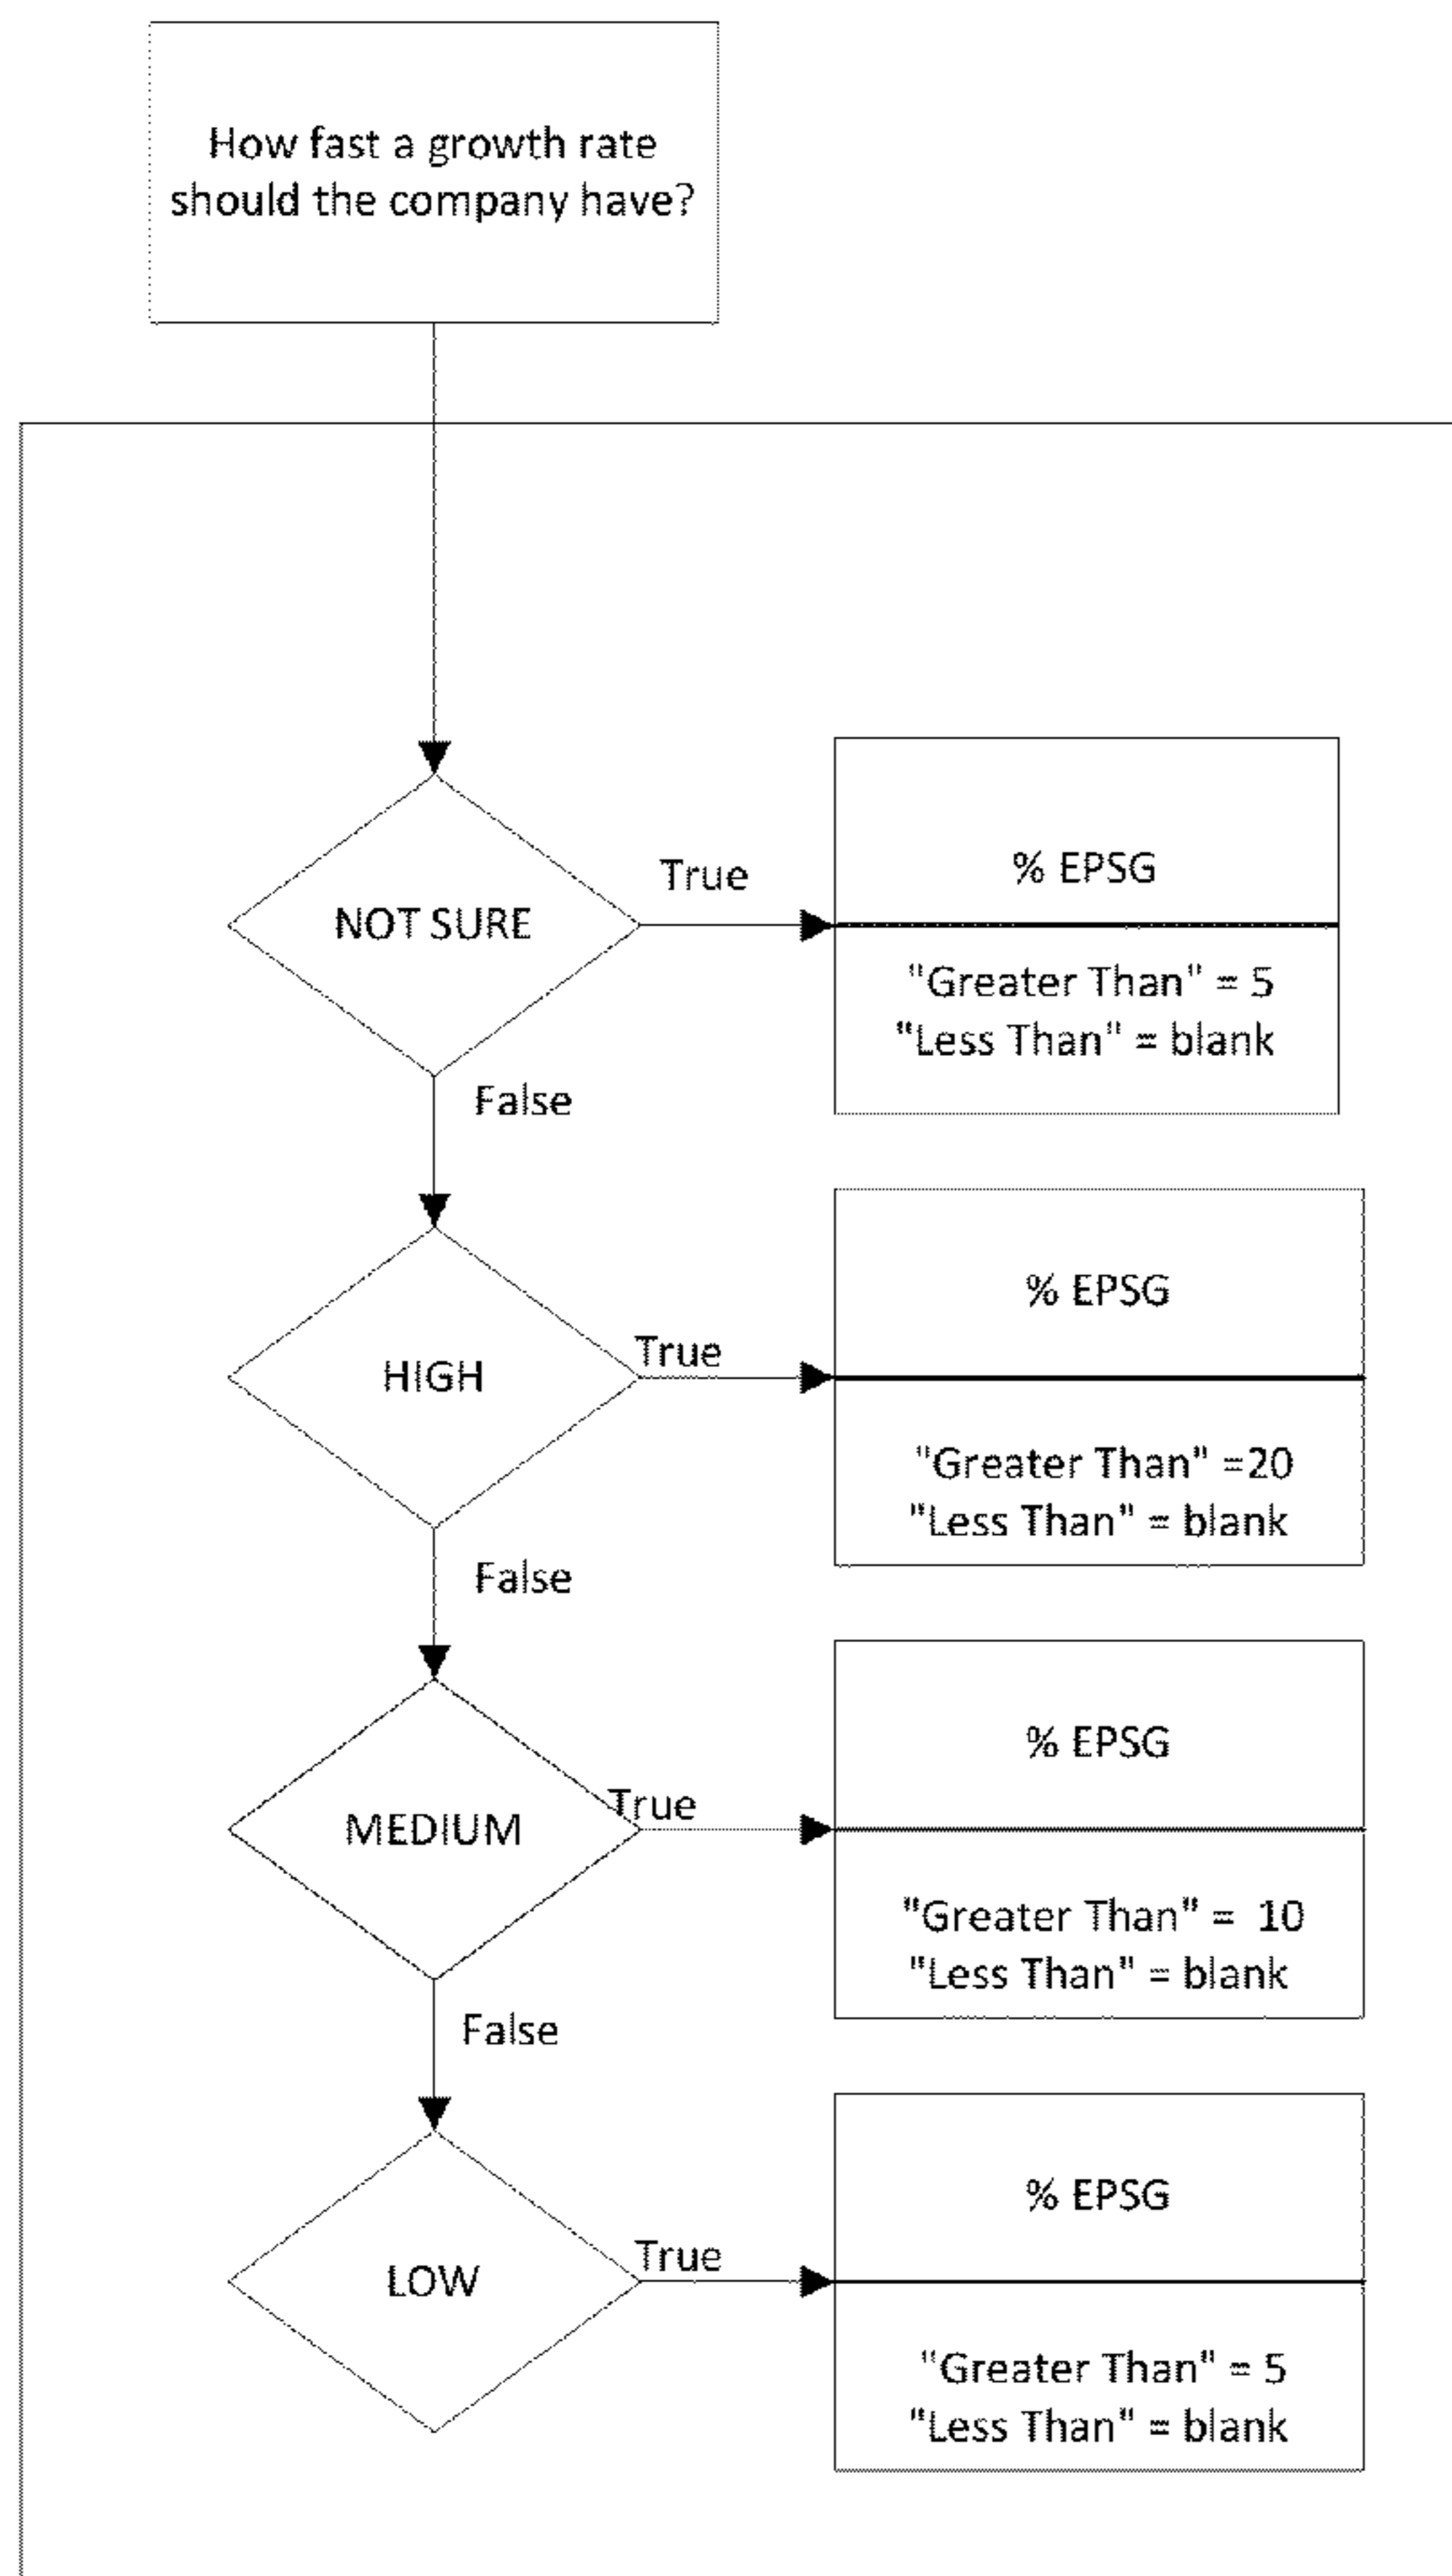 How fast a growth rate
should the company have?
NOT SURE
True
% EPSG
"Greater Than" = 5
"Less Than" = blank
False
HIGH
True
% EPSG
"Greater Than" =20
"Less Than" = blank
False
MEDIUM
True
% EPSG
"Greater Than" =  10
"Less Than" = blank
False
LOW
True
% EPSG
"Greater Than" = 5
"Less Than" = blank